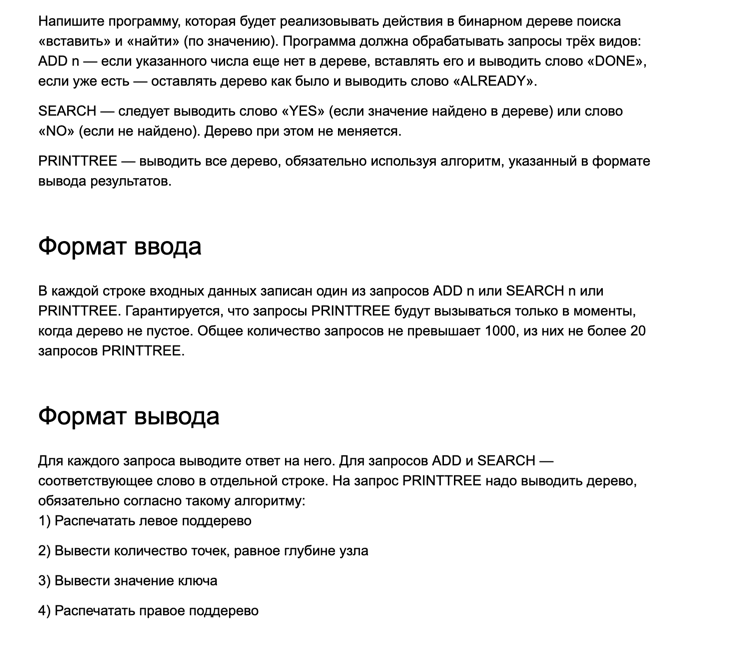 Напишите программу, которая будет реализовывать действия в бинарном дереве поиска
«вставить» и «найти» (по значению). Программа должна обрабатывать запросы трёх видов:
ADD n — если указанного числа еще нет в дереве, вставлять его и выводить слово «DONE»,
если уже есть — оставлять дерево как было и выводить слово «ALREADY».
SEARCH — следует выводить слово «YES» (если значение найдено в дереве) или слово
«NO» (если не найдено). Дерево при этом не меняется.
PRINTTREE — выводить все дерево, обязательно используя алгоритм, указанный в формате
вывода результатов.
Формат ввода
В каждой строке входных данных записан один из запросов ADD n или SEARCH n или
PRINTTREE. Гарантируется, что запросы PRINTTREE будут вызываться только в моменты,
когда дерево не пустое. Общее количество запросов не превышает 1000, из них не более 20
запросов PRINTTREE.
Формат вывода
Для каждого запроса выводите ответ на него. Для запросов ADD и SEARCH —
соответствующее слово в отдельной строке. На запрос PRINTTREE надо выводить дерево,
обязательно согласно такому алгоритму:
1) Распечатать левое поддерево
2) Вывести количество точек, равное глубине узла
3) Вывести значение ключа
4) Распечатать правое поддерево